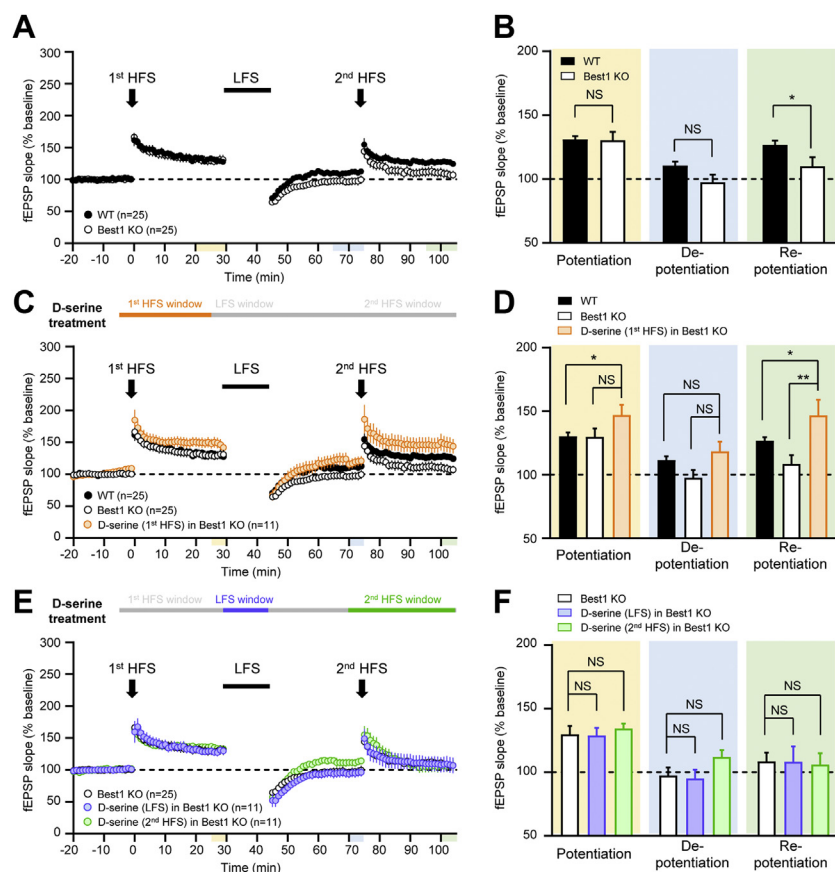 A
1st HFS
LFS
2nd HFS
fEPSP slope (% baseline)
300
250
200
150
100
50
0
WT (n=25)
Best1 KO (n=25)
-20 -10 0 10 20 30 40 50 60 70 80 90 100
Time (min)
B
WT
Best1 KO
NS
NS
*
fEPSP slope (% baseline)
200
150
100
50
Potentiation
De-
potentiation
Re-
potentiation
C
D-serine
treatment
1st HFS window
LFS window
2nd HFS window
1st HFS
LFS
2nd HFS
fEPSP slope (% baseline)
300
250
200
150
100
50
0
WT (n=25)
Best1 KO (n=25)
D-serine (1st HFS) in Best1 KO (n=11)
-20 -10 0 10 20 30 40 50 60 70 80 90 100
Time (min)
D
WT
Best1 KO
D-serine (1st HFS) in Best1 KO
*
NS
NS
NS
*
**
fEPSP slope (% baseline)
200
150
100
50
Potentiation
De-
potentiation
Re-
potentiation
E
D-serine
treatment
1st HFS window
LFS window
2nd HFS window
1st HFS
LFS
2nd HFS
fEPSP slope (% baseline)
300
250
200
150
100
50
0
Best1 KO (n=25)
D-serine (LFS) in Best1 KO (n=11)
D-serine (2nd HFS) in Best1 KO (n=11)
-20 -10 0 10 20 30 40 50 60 70 80 90 100
Time (min)
F
Best1 KO
D-serine (LFS) in Best1 KO
D-serine (2nd HFS) in Best1 KO
NS
NS
NS
NS
NS
NS
fEPSP slope (% baseline)
200
150
100
50
Potentiation
De-
potentiation
Re-
potentiation